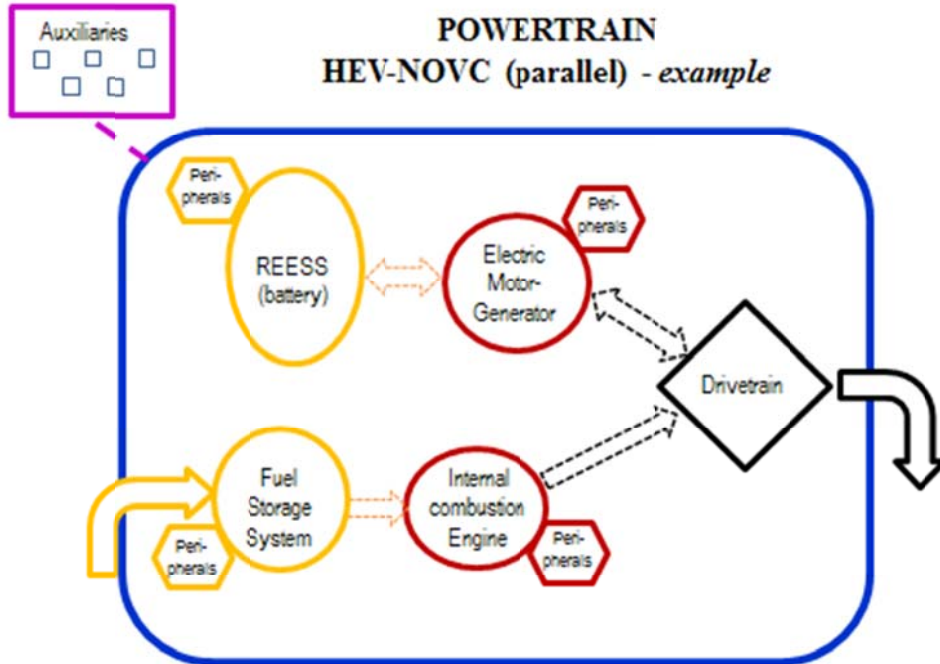 Auxiliaries
POWERTRAIN
HEV-NOVC (parallel) - example
Peri-
pherals
REESS
(battery)
Electric
Motor-
Generator
Peri-
pherals
Drivetrain
Fuel
Storage
System
Peri-
pherals
Internal
combustion
Engine
Peri-
pherals